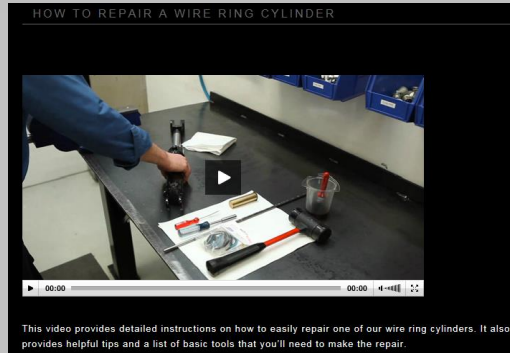 HOW TO REPAIR A WIRE RING CYLINDER
00:00 00:00
This video provides detailed instructions on how to easily repair one of our wire ring cylinders. It also
provides helpful tips and a list of basic tools that you'll need to make the repair.